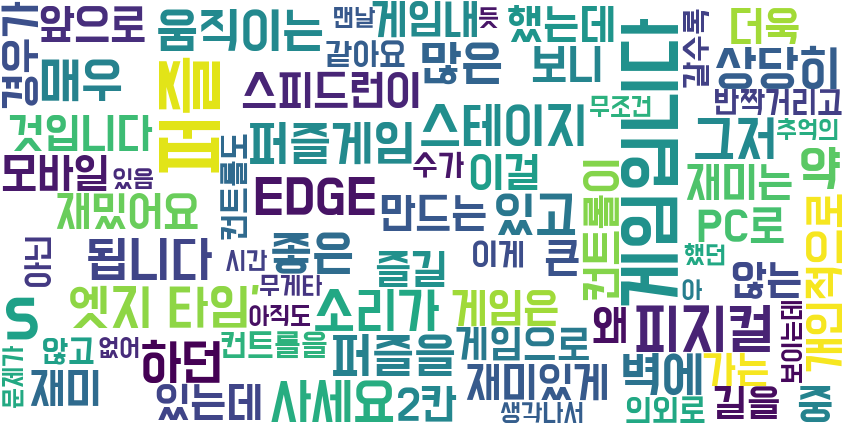 경우가
앞으로
움직이는
맨날
게임내
듯
했는데
갈수록
더욱
매우
퍼즐
같아요
많은
보니
게임입니다
상당히
스피드런이
무조건
반짝거리고
것입니다
컨트롤도
퍼즐게임
스테이지
그저
추억의
약
모바일
있음
수가
이걸
컨트롤이
재미는
재밌어요
EDGE
만드는
있고
PC로
개인적으로
아닌
됩니다
시간
좋은
즐길
이게
큰
했던
않는
무게타
아
S
엣지 타임'
아직도
소리가
게임은
왜
피지컬
보이는데
문제가
않고
없어
하던
컨트롤을
퍼즐을
게임으로
벽에
가는
재미
있는데
사세요
2칸
재미있게
생각나서
의외로
길을
중